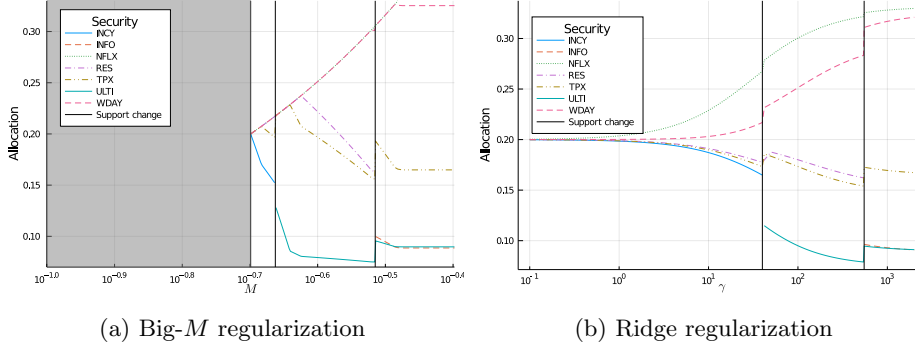 0.30
0.20
0.15
0.10
Allocation
Security
INCY
INFO
NFLX
RES
TPX
ULTI
WDAY
Support change
10^-1.0 10^-0.9 10^-0.8 10^-0.7 10^-0.6 10^-0.5 10^-0.4
M
(a) Big-M regularization
0.30
0.25
0.20
0.15
0.10
Allocation
Security
INCY
INFO
NFLX
RES
TPX
ULTI
WDAY
Support change
10^-1 10^0 10^1 10^2 10^3
γ
(b) Ridge regularization